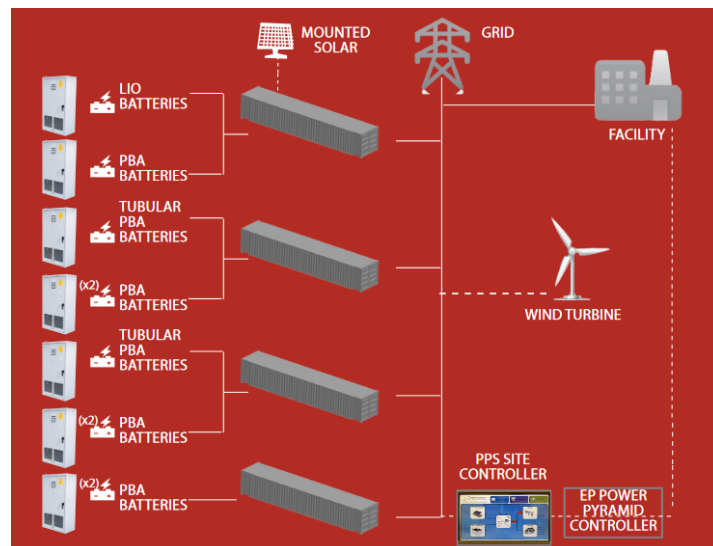 MOUNTED
SOLAR
GRID
LIO
BATTERIES
FACILITY
PBA
BATTERIES
TUBULAR
PBA
BATTERIES
(x2) PBA
BATTERIES
WIND TURBINE
TUBULAR
PBA
BATTERIES
(x2) PBA
BATTERIES
PPS SITE
CONTROLLER
(x2) PBA
BATTERIES
EP POWER
PYRAMID
CONTROLLER